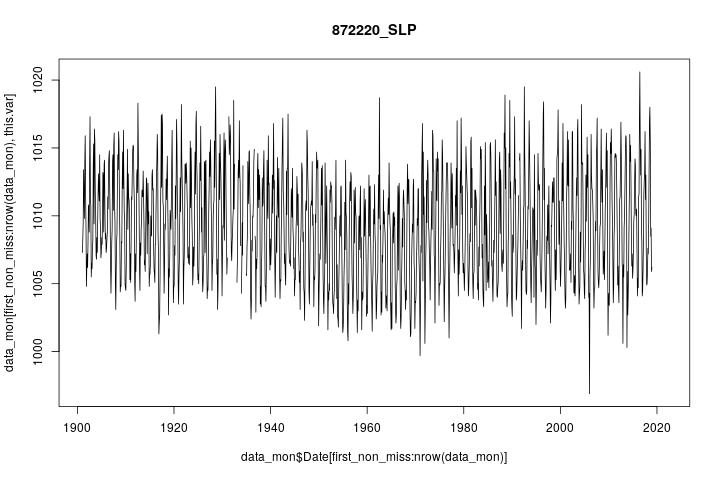 872220_SLP
data_mon[first_non_miss:nrow(data_mon), this.var]
1020
1015
1010
1005
1000
1900 1920 1940 1960 1980 2000 2020
data_mon$Date[first_non_miss:nrow(data_mon)]